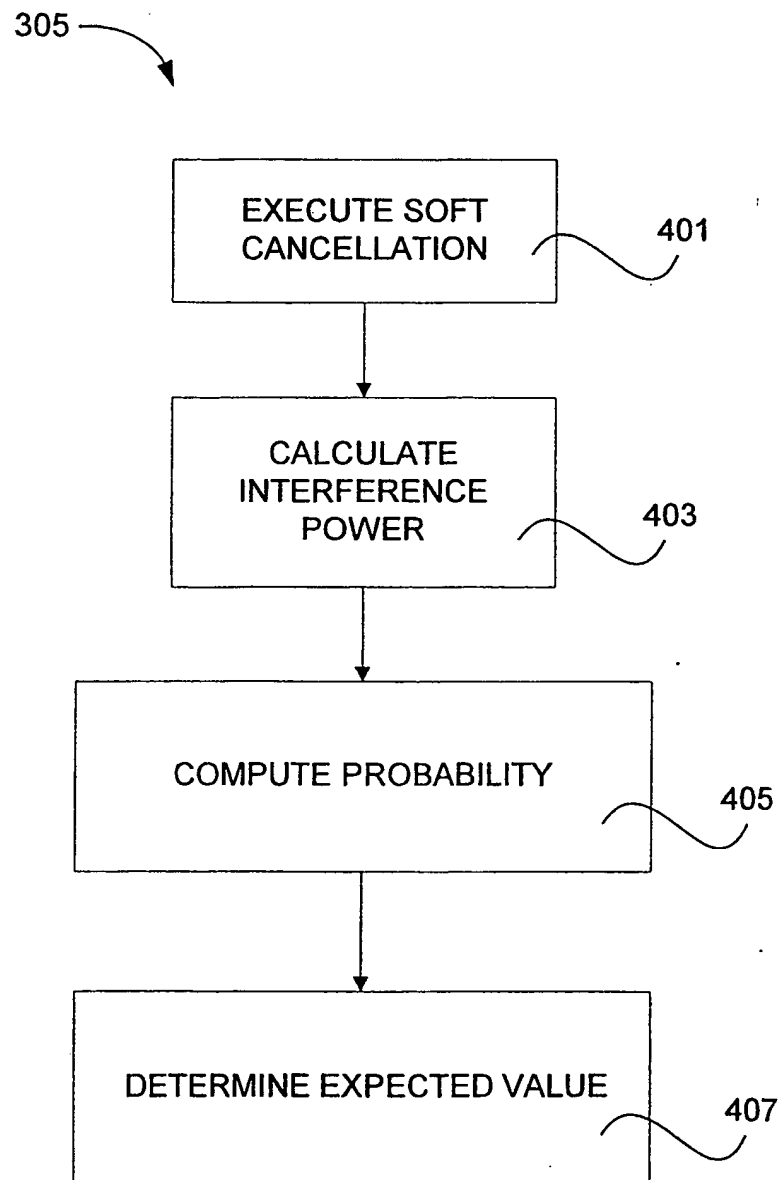 305
EXECUTE SOFT
CANCELLATION
401
CALCULATE
INTERFERENCE
POWER
403
COMPUTE PROBABILITY
405
DETERMINE EXPECTED VALUE
407